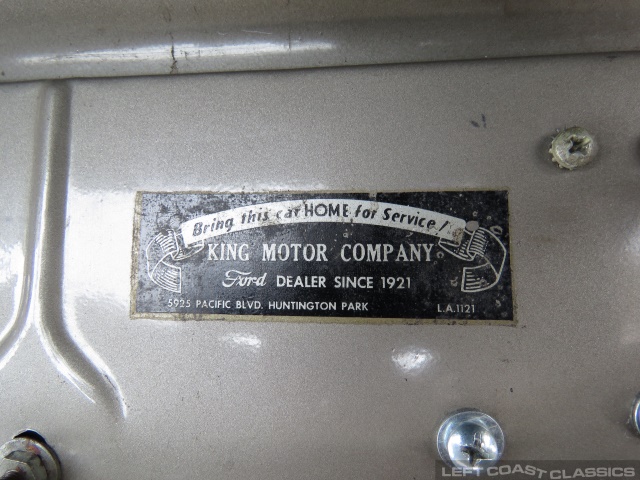 Bring this car HOME for Service!
KING MOTOR COMPANY
Ford DEALER SINCE 1921
5925 PACIFIC BLVD. HUNTINGTON PARK L.A.1121
LEFT COAST CLASSICS